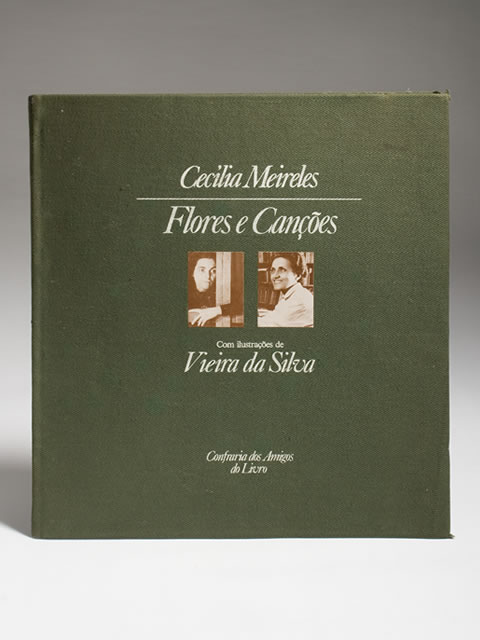 Cecília Meireles
Flores e Canções
Com ilustrações de
Vieira da Silva
Confraria dos Amigos
do Livro